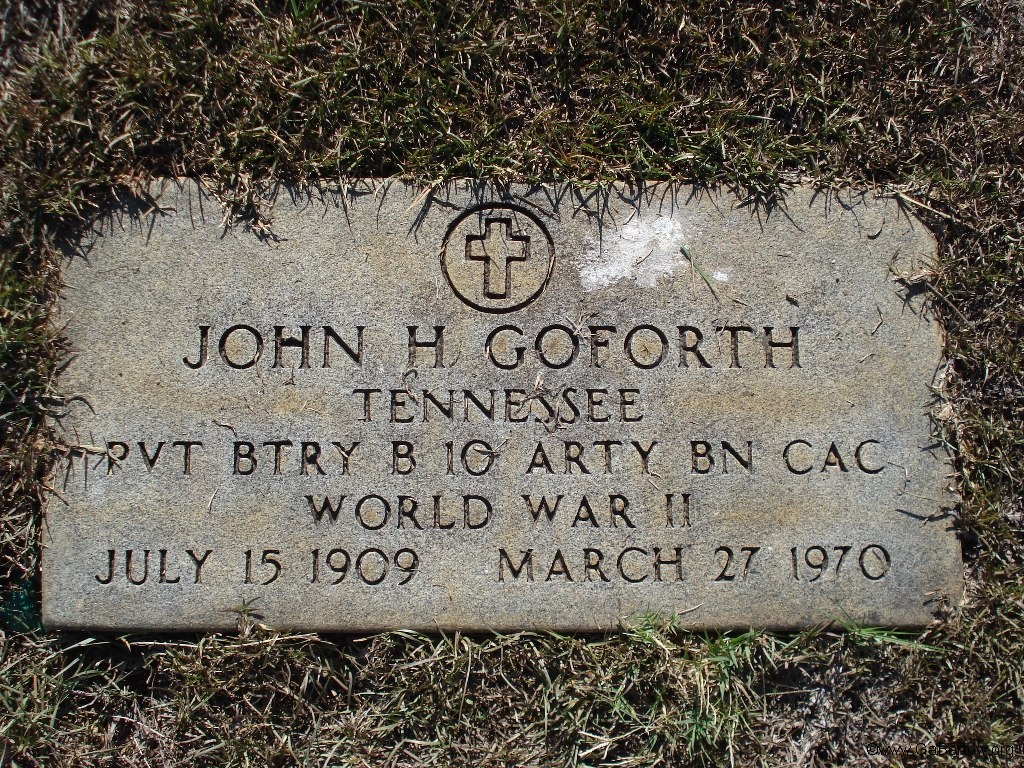 JOHN H GOFORTH
TENNESSEE
PVT BTRY B 10 ARTY BN CAC
WORLD WAR II
JULY 15 1909 MARCH 27 1970